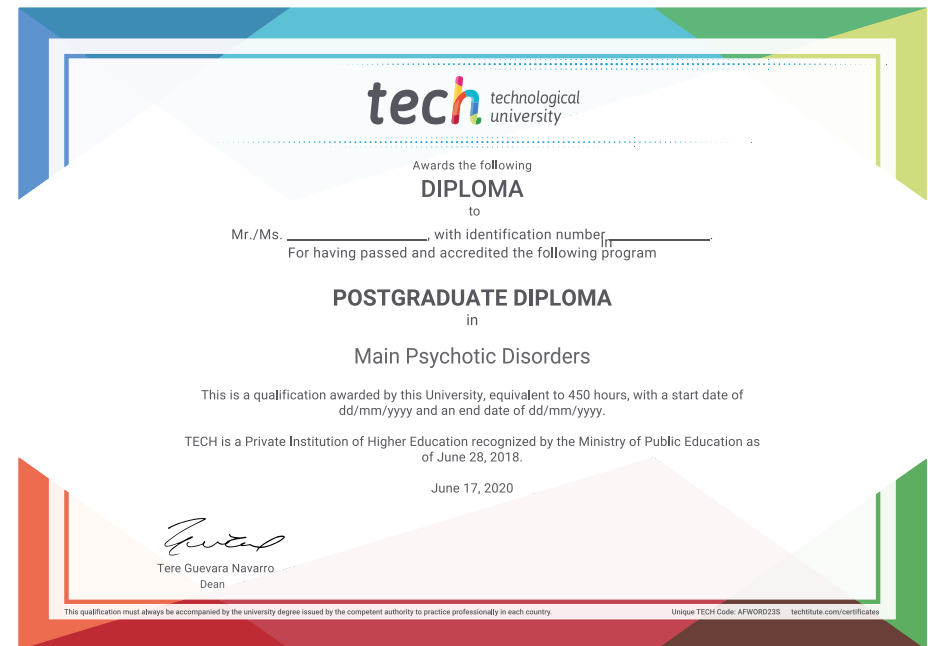 tech technological
university
Awards the following
DIPLOMA
to
Mr./Ms. ____________________, with identification number ______________.
In
For having passed and accredited the following program
POSTGRADUATE DIPLOMA
in
Main Psychotic Disorders
This is a qualification awarded by this University, equivalent to 450 hours, with a start date of
dd/mm/yyyy and an end date of dd/mm/yyyy.
TECH is a Private Institution of Higher Education recognized by the Ministry of Public Education as
of June 28, 2018.
June 17, 2020
Tere Guevara Navarro
Dean
This qualification must always be accompanied by the university degree issued by the competent authority to practice professionally in each country. Unique TECH Code: AFWORD23S techtitute.com/certificates